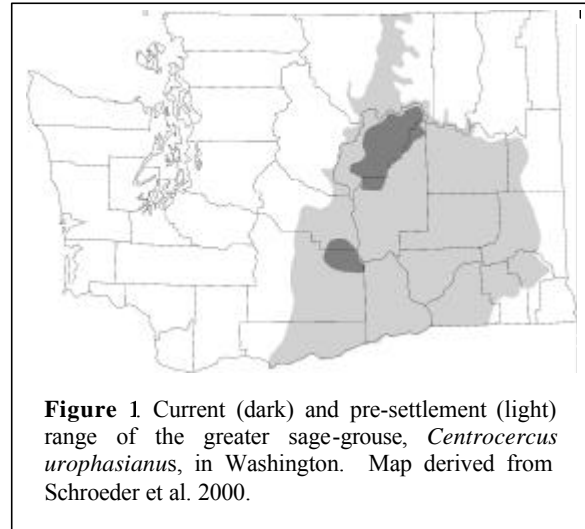 Figure 1. Current (dark) and pre-settlement (light)
range of the greater sage-grouse, Centrocercus
urophasianus, in Washington. Map derived from
Schroeder et al. 2000.